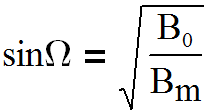 sinΩ = √(B₀/Bₘ)